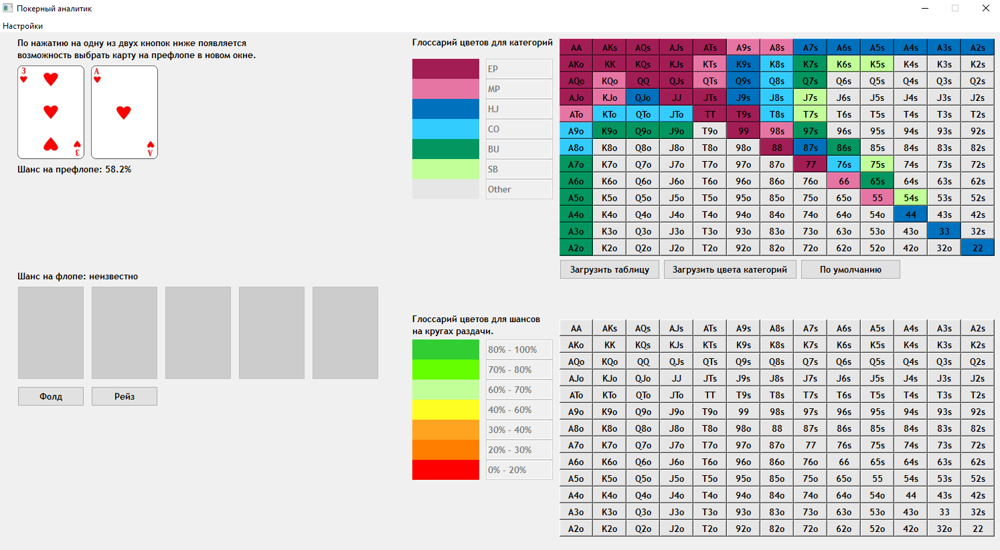 Покерный аналитик
Настройки
По нажатию на одну из двух кнопок ниже появляется
возможность выбрать карту на префлопе в новом окне.
3
3
A
A
Шанс на префлопе: 58.2%
Шанс на флопе: неизвестно
Фолд Рейз
Глоссарий цветов для категорий
EP
MP
HJ
CO
BU
SB
Other
AA AKs AQs AJs ATs A9s A8s A7s A6s A5s A4s A3s A2s
AKo KK KQs KJs KTs K9s K8s K7s K6s K5s K4s K3s K2s
AQo KQo QQ QJs QTs Q9s Q8s Q7s Q6s Q5s Q4s Q3s Q2s
AJo KJo QJo JJ JTs J9s J8s J7s J6s J5s J4s J3s J2s
ATo KTo QTo JTo TT T9s T8s T7s T6s T5s T4s T3s T2s
A9o K9o Q9o J9o T9o 99 98s 97s 96s 95s 94s 93s 92s
A8o K8o Q8o J8o T8o 98o 88 87s 86s 85s 84s 83s 82s
A7o K7o Q7o J7o T7o 97o 87o 77 76s 75s 74s 73s 72s
A6o K6o Q6o J6o T6o 96o 86o 76o 66 65s 64s 63s 62s
A5o K5o Q5o J5o T5o 95o 85o 75o 65o 55 54s 53s 52s
A4o K4o Q4o J4o T4o 94o 84o 74o 64o 54o 44 43s 42s
A3o K3o Q3o J3o T3o 93o 83o 73o 63o 53o 43o 33 32s
A2o K2o Q2o J2o T2o 92o 82o 72o 62o 52o 42o 32o 22
Загрузить таблицу Загрузить цвета категорий По умолчанию
Глоссарий цветов для шансов
на кругах раздачи.
80% - 100%
70% - 80%
60% - 70%
40% - 60%
30% - 40%
20% - 30%
0% - 20%
AA AKs AQs AJs ATs A9s A8s A7s A6s A5s A4s A3s A2s
AKo KK KQs KJs KTs K9s K8s K7s K6s K5s K4s K3s K2s
AQo KQo QQ QJs QTs Q9s Q8s Q7s Q6s Q5s Q4s Q3s Q2s
AJo KJo QJo JJ JTs J9s J8s J7s J6s J5s J4s J3s J2s
ATo KTo QTo JTo TT T9s T8s T7s T6s T5s T4s T3s T2s
A9o K9o Q9o J9o T9o 99 98s 97s 96s 95s 94s 93s 92s
A8o K8o Q8o J8o T8o 98o 88 87s 86s 85s 84s 83s 82s
A7o K7o Q7o J7o T7o 97o 87o 77 76s 75s 74s 73s 72s
A6o K6o Q6o J6o T6o 96o 86o 76o 66 65s 64s 63s 62s
A5o K5o Q5o J5o T5o 95o 85o 75o 65o 55 54s 53s 52s
A4o K4o Q4o J4o T4o 94o 84o 74o 64o 54o 44 43s 42s
A3o K3o Q3o J3o T3o 93o 83o 73o 63o 53o 43o 33 32s
A2o K2o Q2o J2o T2o 92o 82o 72o 62o 52o 42o 32o 22